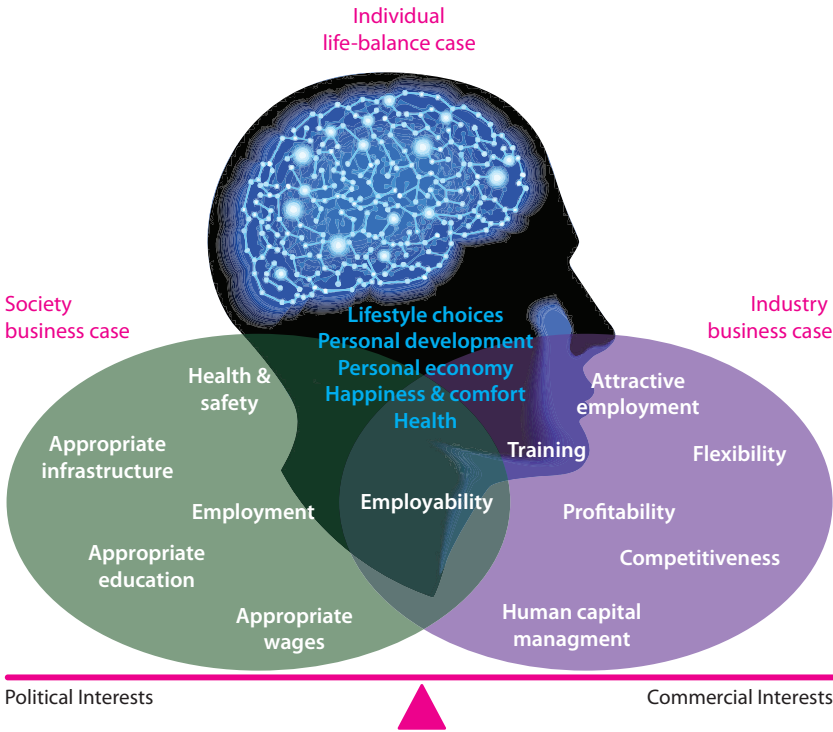 Individual
life-balance case
Society
business case
Industry
business case
Lifestyle choices
Personal development
Personal economy
Happiness & comfort
Health
Health &
safety
Appropriate
infrastructure
Employment
Appropriate
education
Appropriate
wages
Employability
Attractive
employment
Training
Flexibility
Profitability
Competitiveness
Human capital
managment
Political Interests
Commercial Interests